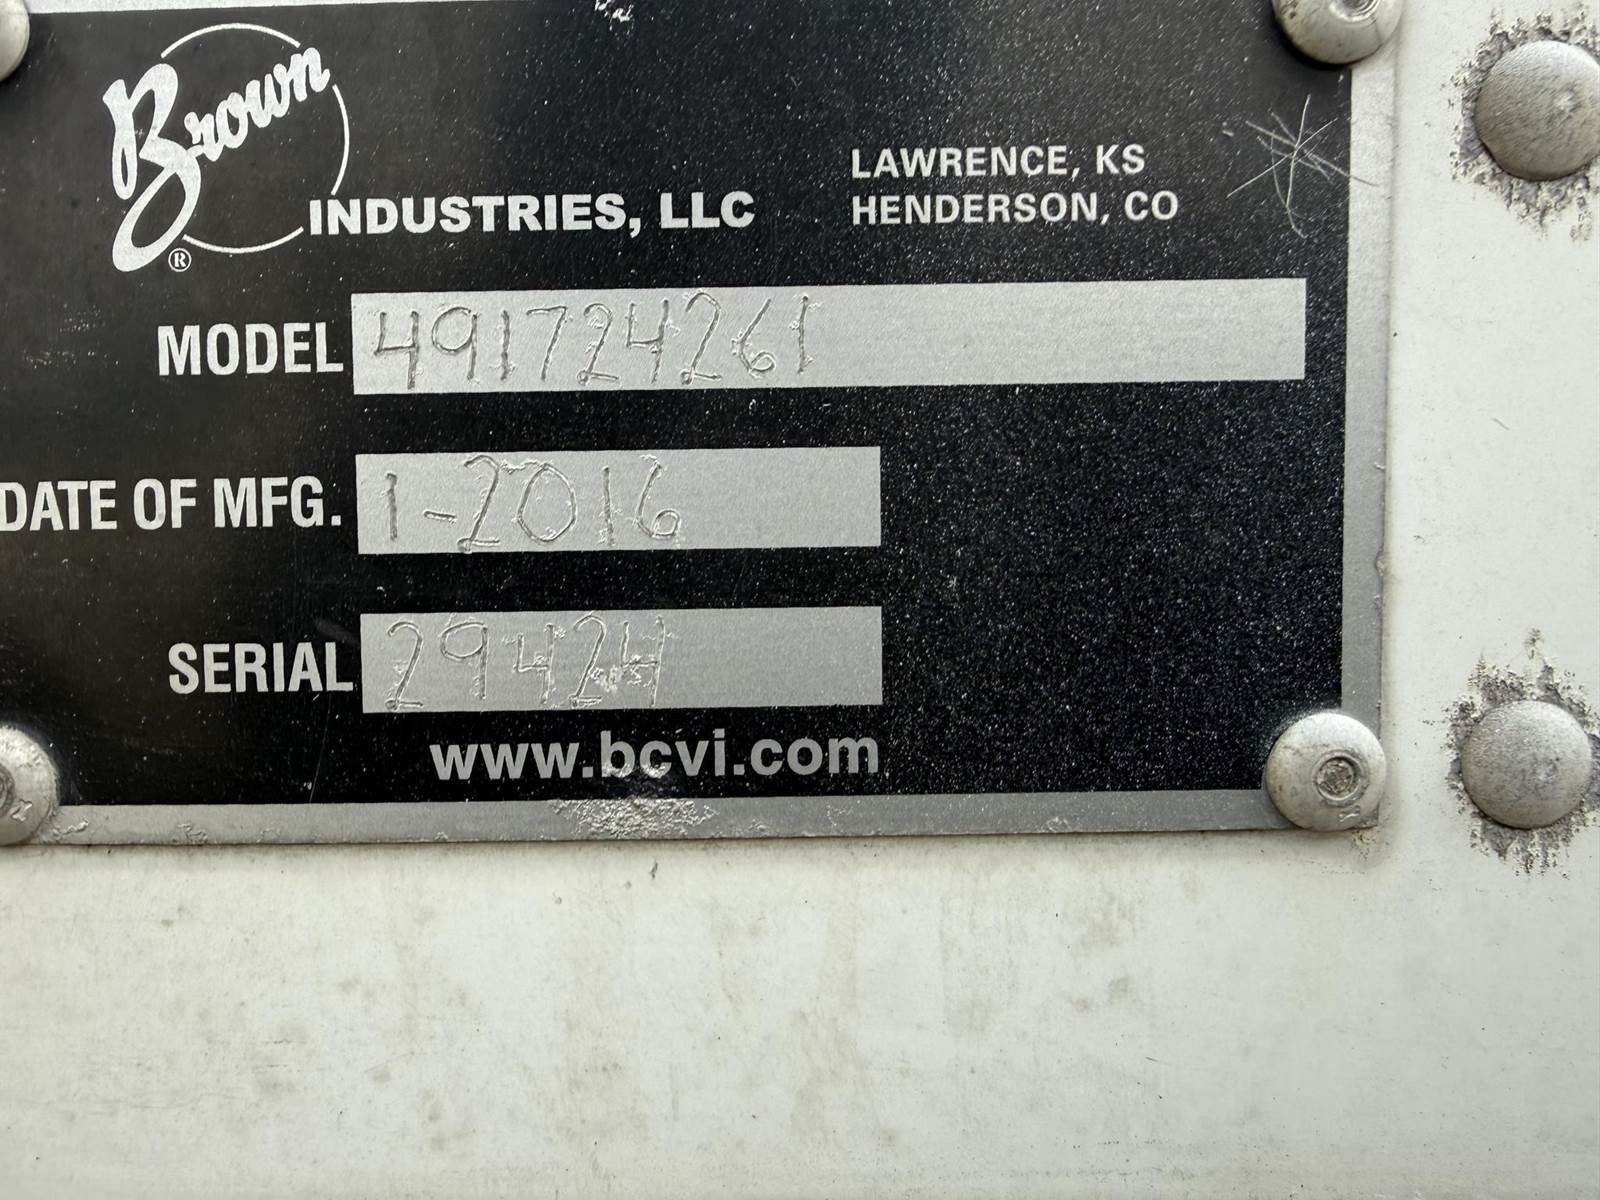 Brown
INDUSTRIES, LLC
®
LAWRENCE, KS
HENDERSON, CO
MODEL 491724261
DATE OF MFG. 1-2016
SERIAL 29424
www.bcvi.com